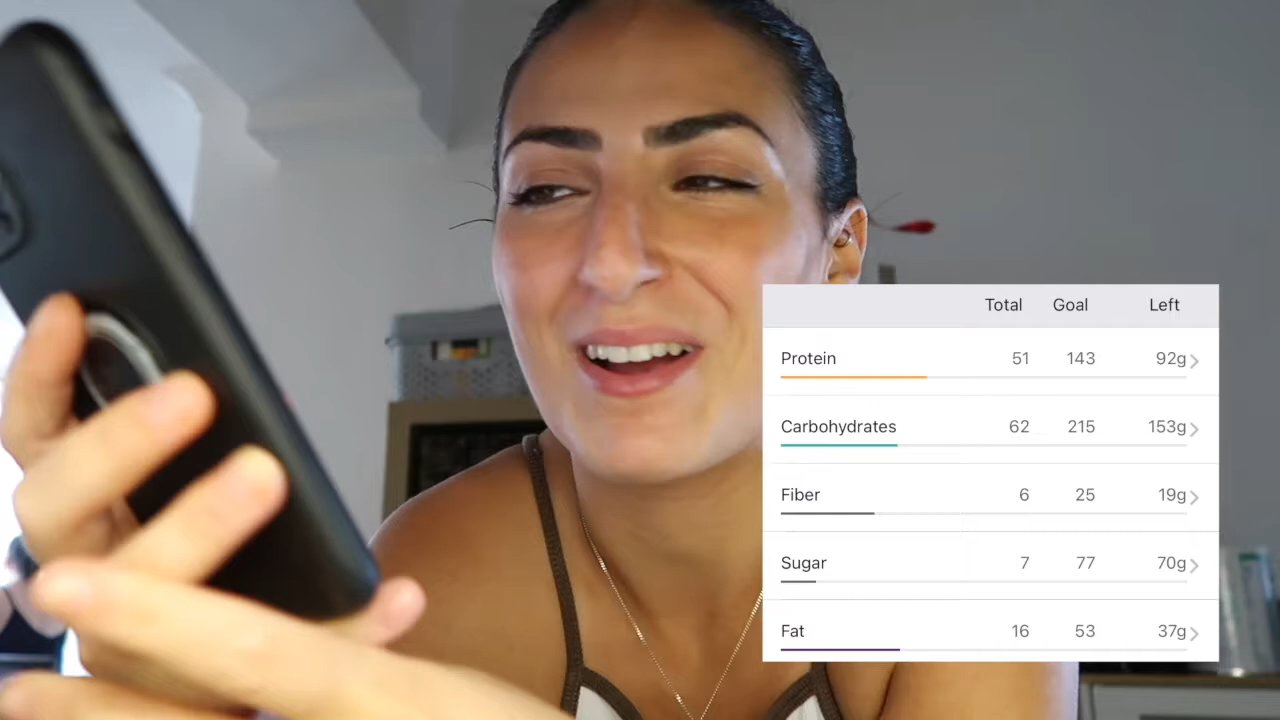 Total Goal Left
Protein 51 143 92g
Carbohydrates 62 215 153g
Fiber 6 25 19g
Sugar 7 77 70g
Fat 16 53 37g